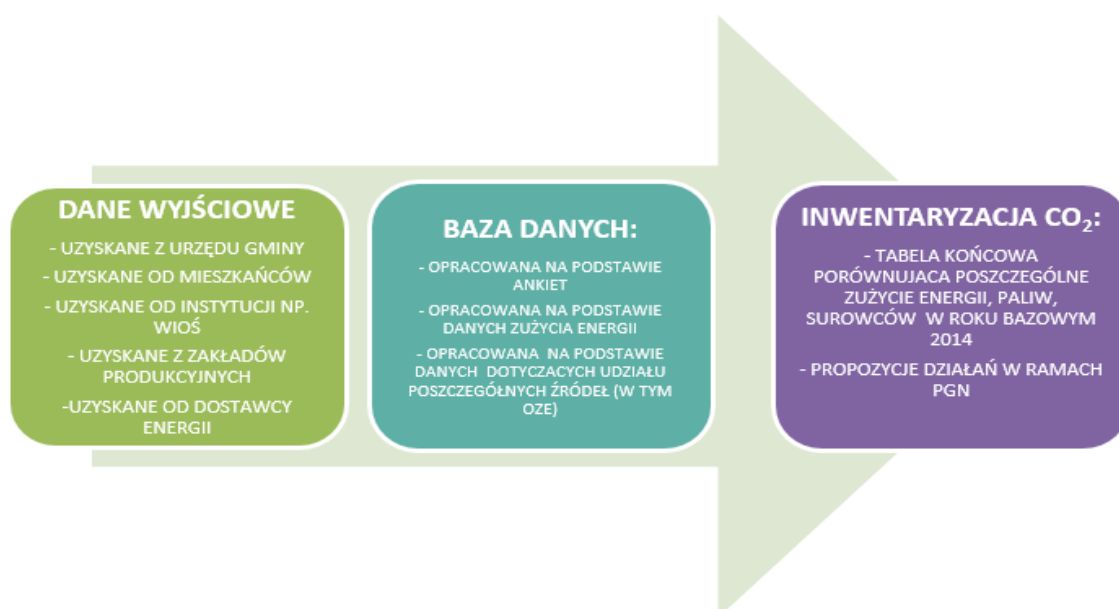 DANE WYJŚCIOWE
- UZYSKANE Z URZĘDU GMINY
- UZYSKANE OD MIESZKAŃCÓW
- UZYSKANE OD INSTYTUCJI NP.
WIOŚ
- UZYSKANE Z ZAKŁADÓW
PRODUKCYJNYCH
-UZYSKANE OD DOSTAWCY
ENERGII
BAZA DANYCH:
- OPRACOWANA NA PODSTAWIE
ANKIET
- OPRACOWANA NA PODSTAWIE
DANYCH ZUŻYCIA ENERGII
- OPRACOWANA NA PODSTAWIE
DANYCH DOTYCZACYCH UDZIAŁU
POSZCZEGÓLNYCH ŹRÓDEŁ (W TYM
OZE)
INWENTARYZACJA CO₂:
- TABELA KOŃCOWA
PORÓWNUJACA POSZCZEGÓLNE
ZUŻYCIE ENERGII, PALIW,
SUROWCÓW W ROKU BAZOWYM
2014
- PROPOZYCJE DZIAŁAŃ W RAMACH
PGN